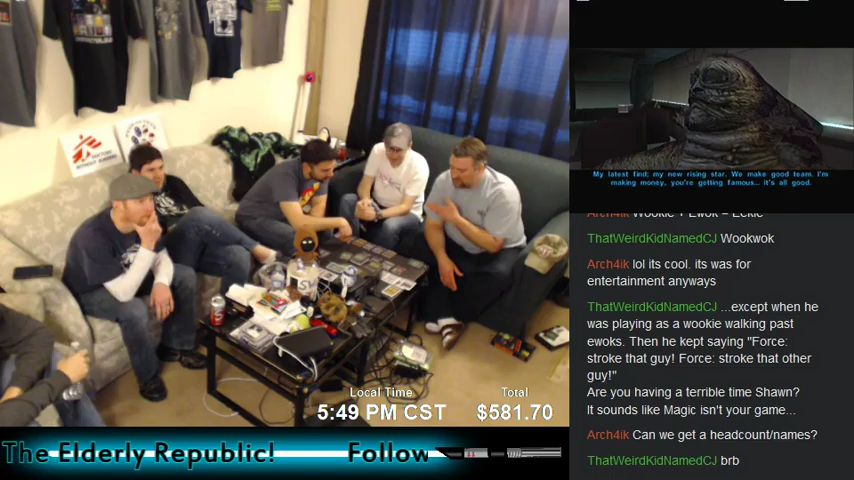 DOCTORS
WITHOUT BORDERS
My latest find; my new rising star. We make good team. I'm
making money, you're getting famous... it's all good.
ThatWeirdKidNamedCJ Wookwok
Arch4ik lol its cool. its was for
entertainment anyways
ThatWeirdKidNamedCJ ...except when he
was playing as a wookie walking past
ewoks. Then he kept saying "Force:
stroke that guy! Force: stroke that other
guy!"
Are you having a terrible time Shawn?
It sounds like Magic isn't your game...
Arch4ik Can we get a headcount/names?
ThatWeirdKidNamedCJ brb
Local Time
5:49 PM CST
Total
$581.70
The Elderly Republic!
Follow